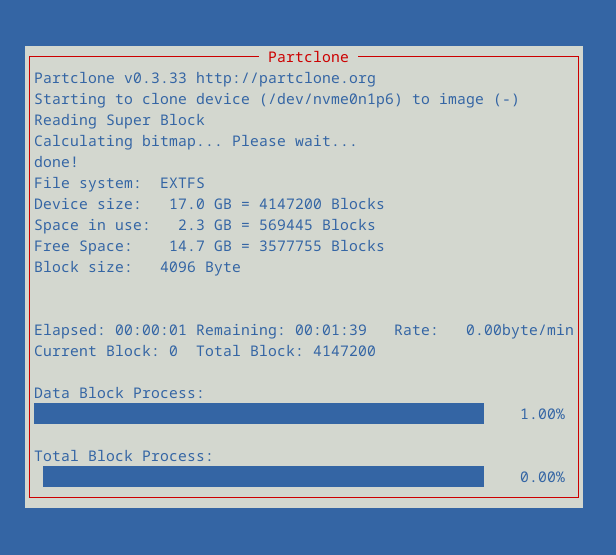 Partclone
Partclone v0.3.33 http://partclone.org
Starting to clone device (/dev/nvme0n1p6) to image (-)
Reading Super Block
Calculating bitmap... Please wait...
done!
File system:  EXTFS
Device size:   17.0 GB = 4147200 Blocks
Space in use:   2.3 GB = 569445 Blocks
Free Space:    14.7 GB = 3577755 Blocks
Block size:   4096 Byte
Elapsed: 00:00:01 Remaining: 00:01:39   Rate:   0.00byte/min
Current Block: 0  Total Block: 4147200
Data Block Process:
1.00%
Total Block Process:
0.00%